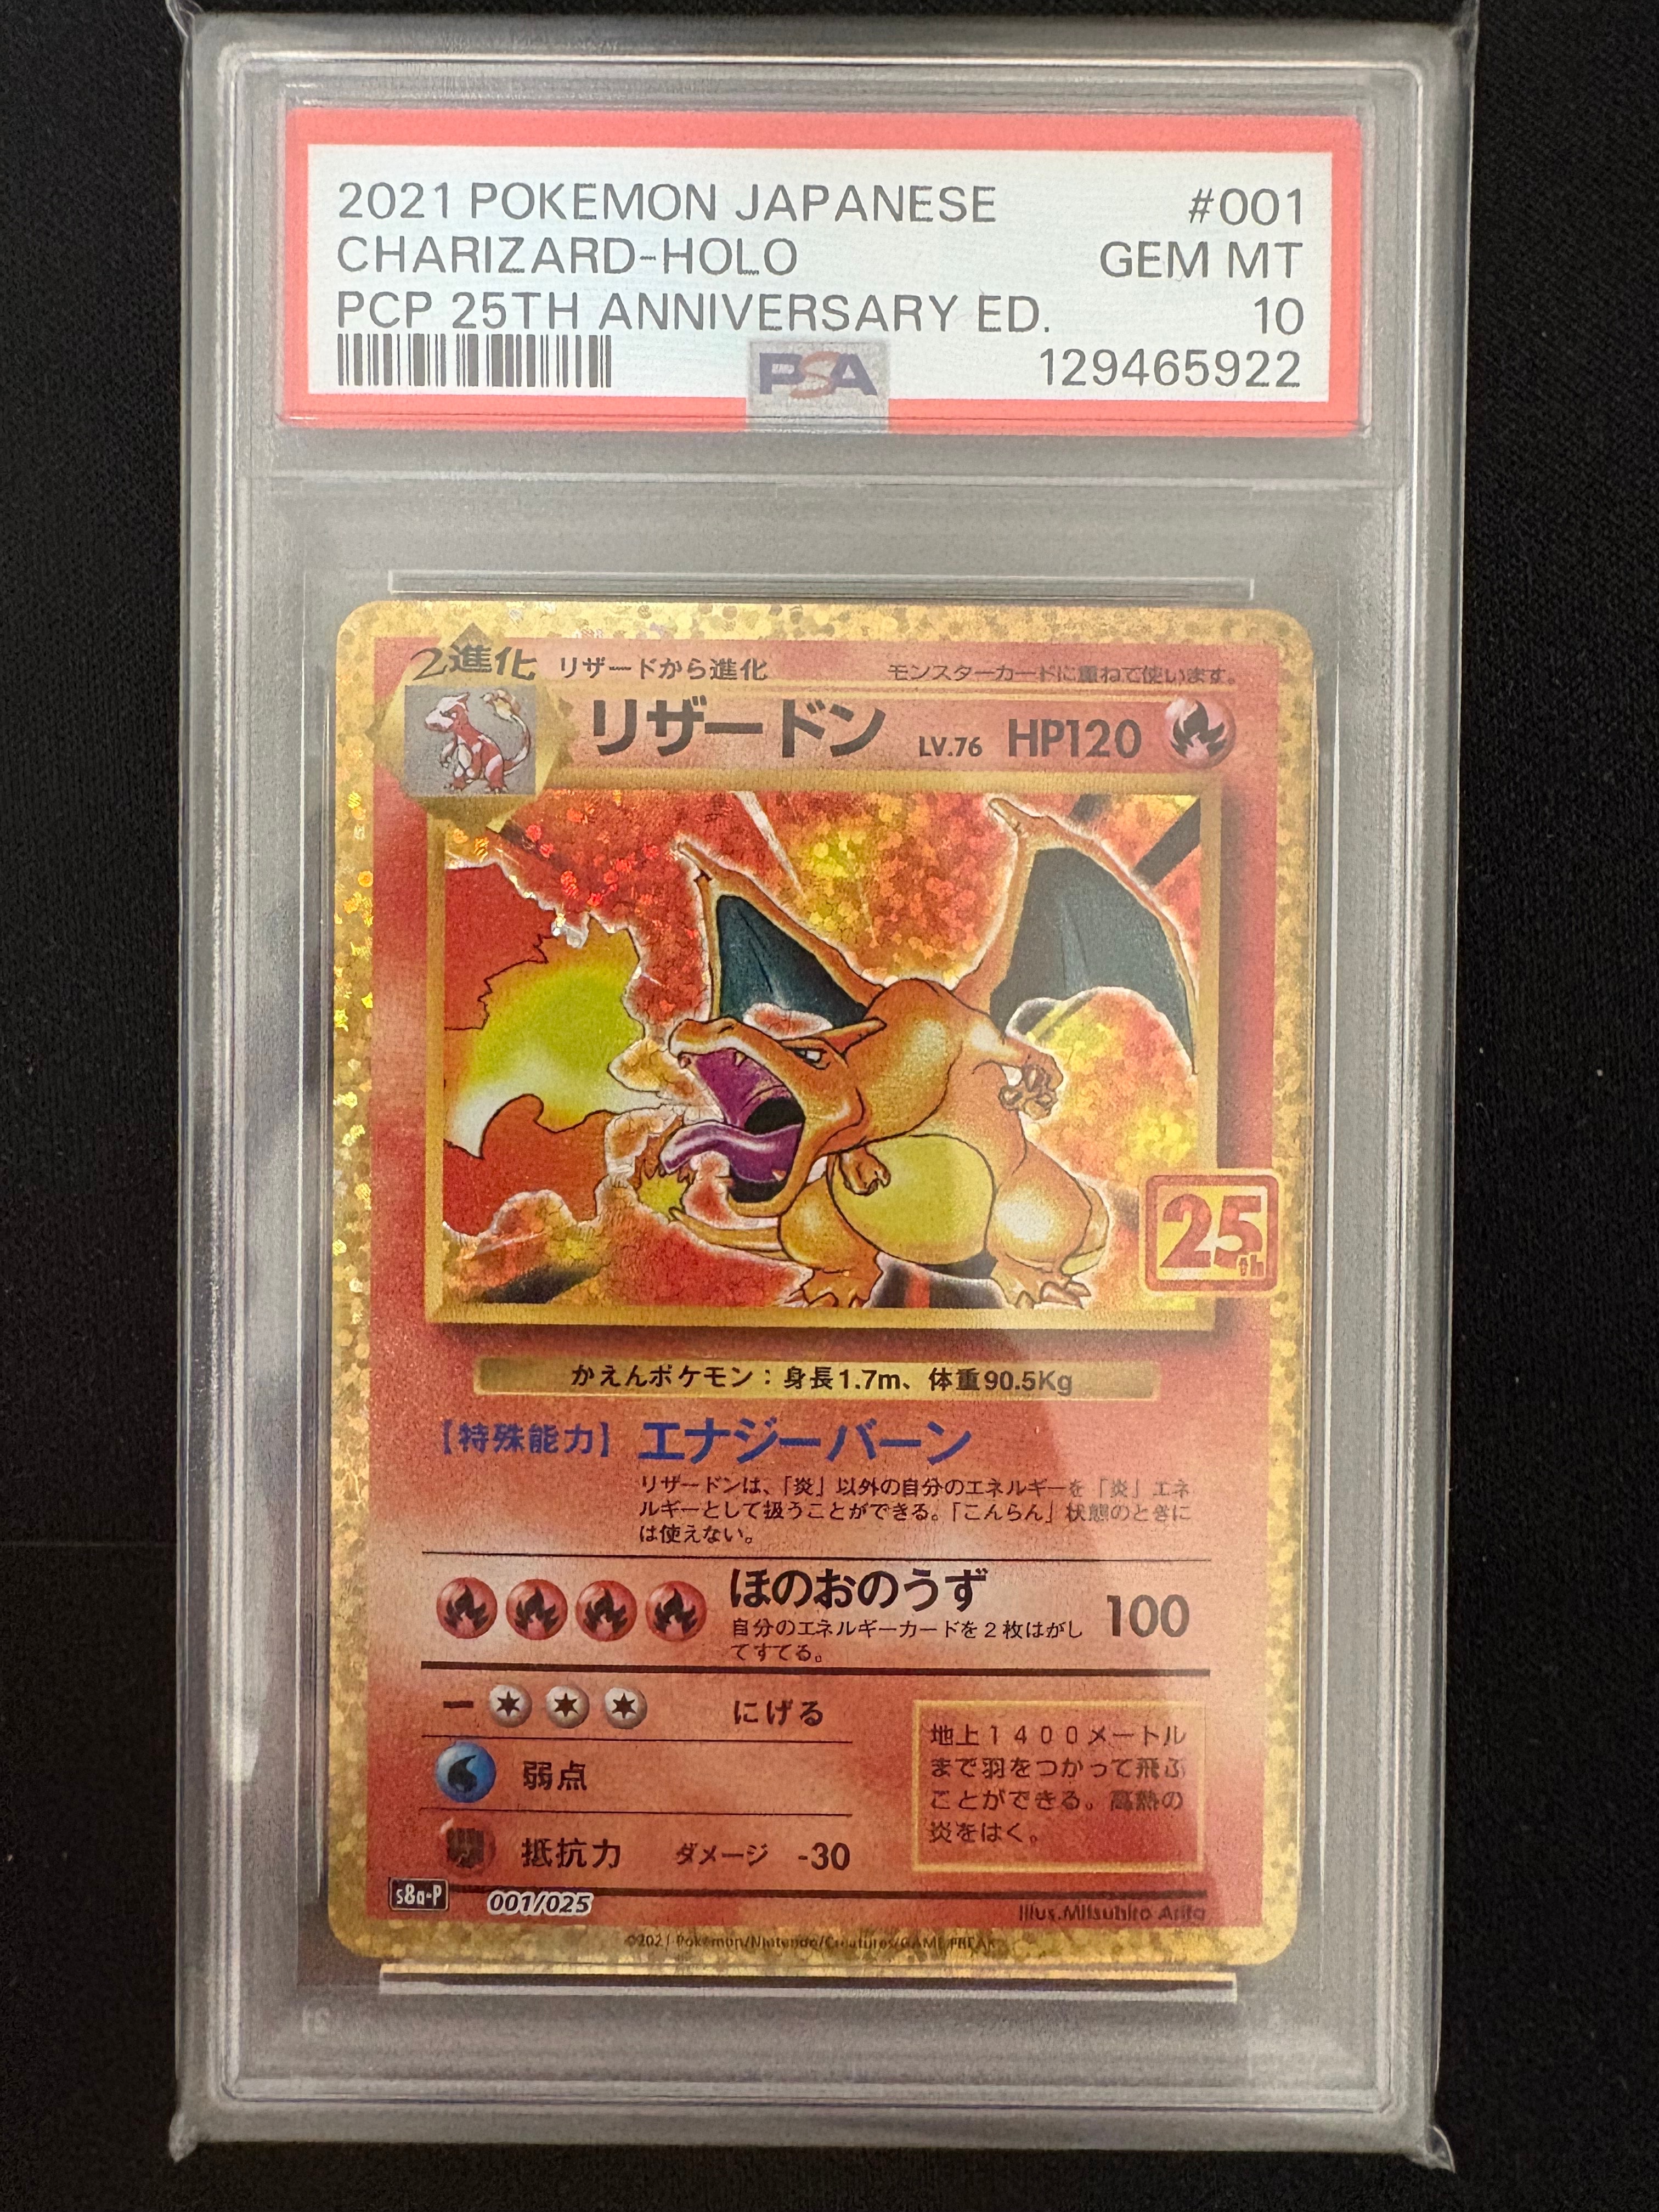 2021 POKEMON JAPANESE #001
CHARIZARD-HOLO GEM MT
PCP 25TH ANNIVERSARY ED. 10
PSA 129465922
2進化 リザードから進化 モンスターカードに重ねて使います。
リザードン LV.76 HP120
25th
かえんポケモン：身長1.7m、体重90.5Kg
【特殊能力】 エナジーバーン
リザードンは、「炎」以外の自分のエネルギーを「炎」エネ
ルギーとして扱うことができる。「こんらん」状態のときに
は使えない。
ほのおのうず 100
自分のエネルギーカードを2枚はがし
てすてる。
にげる
弱点
抵抗力 ダメージ -30
地上1400メートル
まで羽をつかって飛ぶ
ことができる。高熱の
炎をはく。
s8a-P 001/025 Illus.Mitsuhiro Arita
©2021 Pokémon/Nintendo/Creatures/GAME FREAK